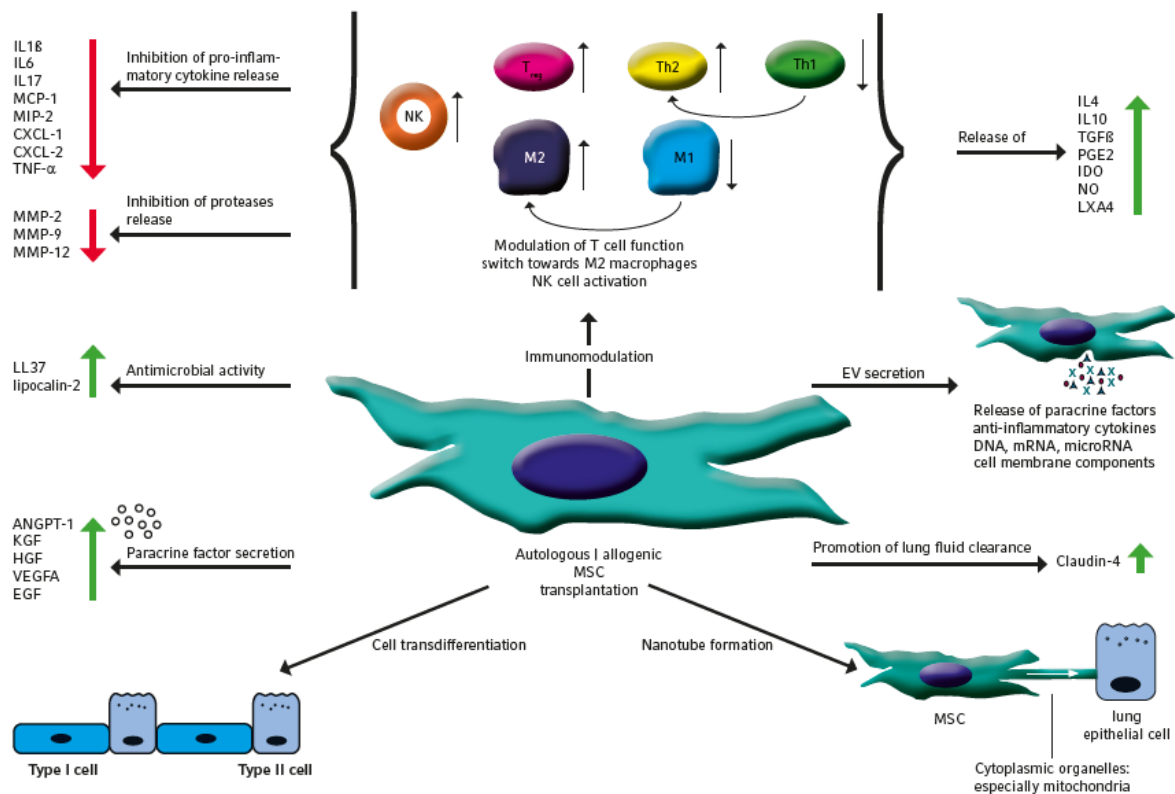 IL1ß
IL6
IL17
MCP-1
MIP-2
CXCL-1
CXCL-2
TNF-α
Inhibition of pro-inflam-
matory cytokine release
MMP-2
MMP-9
MMP-12
Inhibition of proteases
release
NK
T reg
Th2
Th1
M2
M1
Modulation of T cell function
switch towards M2 macrophages
NK cell activation
Release of
IL4
IL10
TGFß
PGE2
IDO
NO
LXA4
Immunomodulation
LL37
lipocalin-2
Antimicrobial activity
EV secretion
Release of paracrine factors
anti-inflammatory cytokines
DNA, mRNA, microRNA
cell membrane components
ANGPT-1
KGF
HGF
VEGFA
EGF
Paracrine factor secretion
Autologous I allogenic
MSC
transplantation
Promotion of lung fluid clearance
Claudin-4
Cell transdifferentiation
Nanotube formation
Type I cell
Type II cell
MSC
lung
epithelial cell
Cytoplasmic organelles:
especially mitochondria